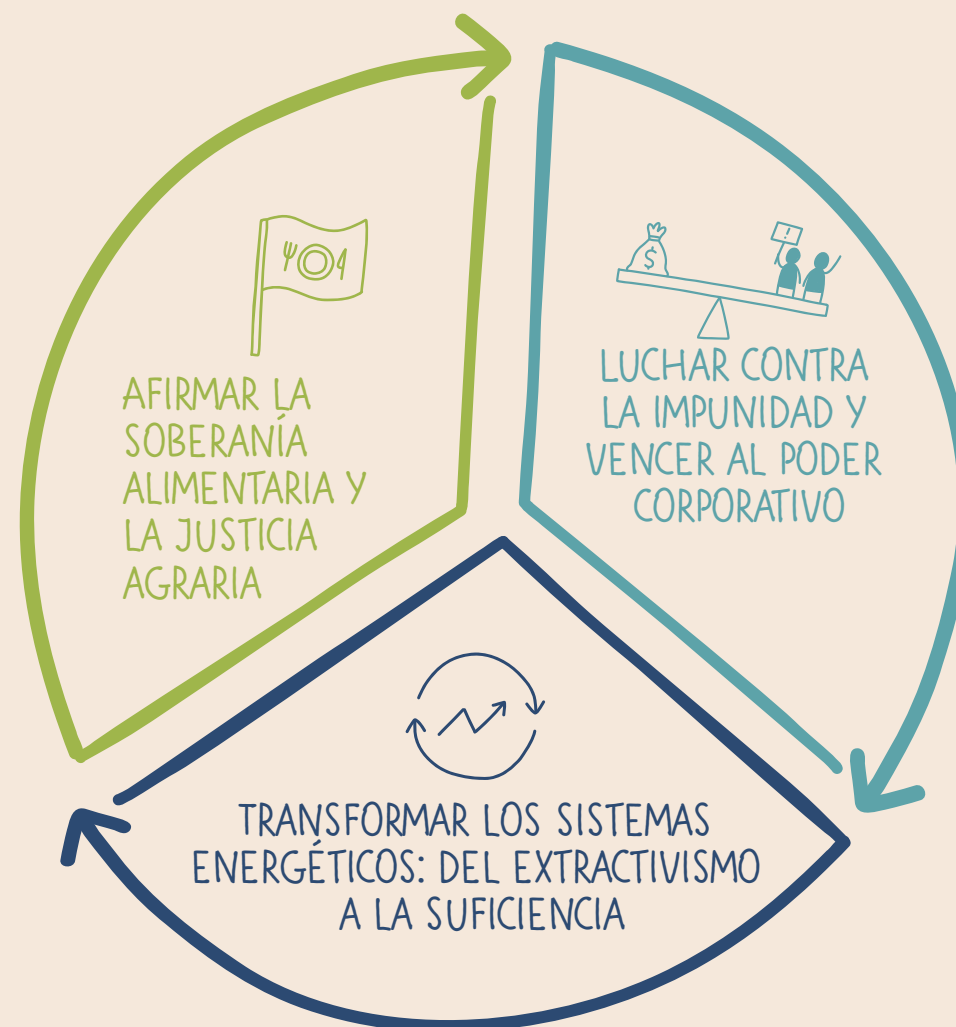 AFIRMAR LA
SOBERANÍA
ALIMENTARIA Y
LA JUSTICIA
AGRARIA
$
!
LUCHAR CONTRA
LA IMPUNIDAD Y
VENCER AL PODER
CORPORATIVO
TRANSFORMAR LOS SISTEMAS
ENERGÉTICOS: DEL EXTRACTIVISMO
A LA SUFICIENCIA